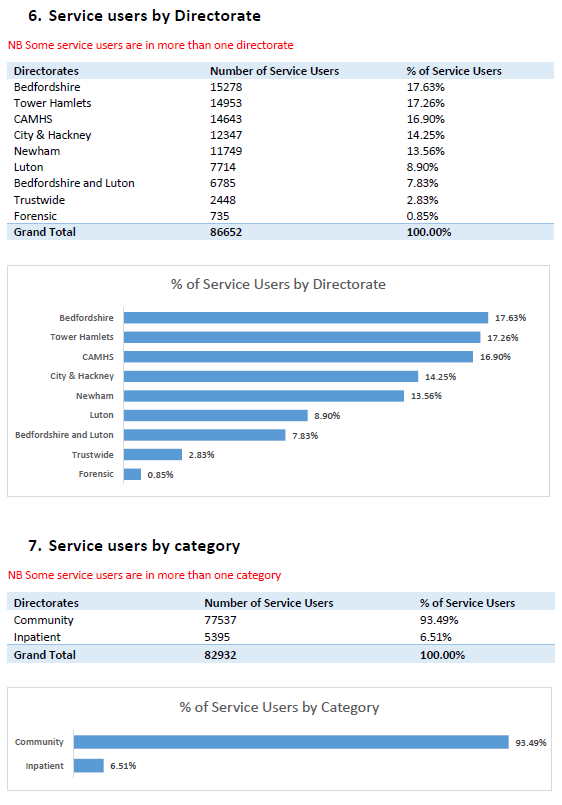 6. Service users by Directorate
NB Some service users are in more than one directorate
Directorates Number of Service Users % of Service Users
Bedfordshire 15278 17.63%
Tower Hamlets 14953 17.26%
CAMHS 14643 16.90%
City & Hackney 12347 14.25%
Newham 11749 13.56%
Luton 7714 8.90%
Bedfordshire and Luton 6785 7.83%
Trustwide 2448 2.83%
Forensic 735 0.85%
Grand Total 86652 100.00%
% of Service Users by Directorate
Bedfordshire 17.63%
Tower Hamlets 17.26%
CAMHS 16.90%
City & Hackney 14.25%
Newham 13.56%
Luton 8.90%
Bedfordshire and Luton 7.83%
Trustwide 2.83%
Forensic 0.85%
7. Service users by category
NB Some service users are in more than one category
Directorates Number of Service Users % of Service Users
Community 77537 93.49%
Inpatient 5395 6.51%
Grand Total 82932 100.00%
% of Service Users by Category
Community 93.49%
Inpatient 6.51%